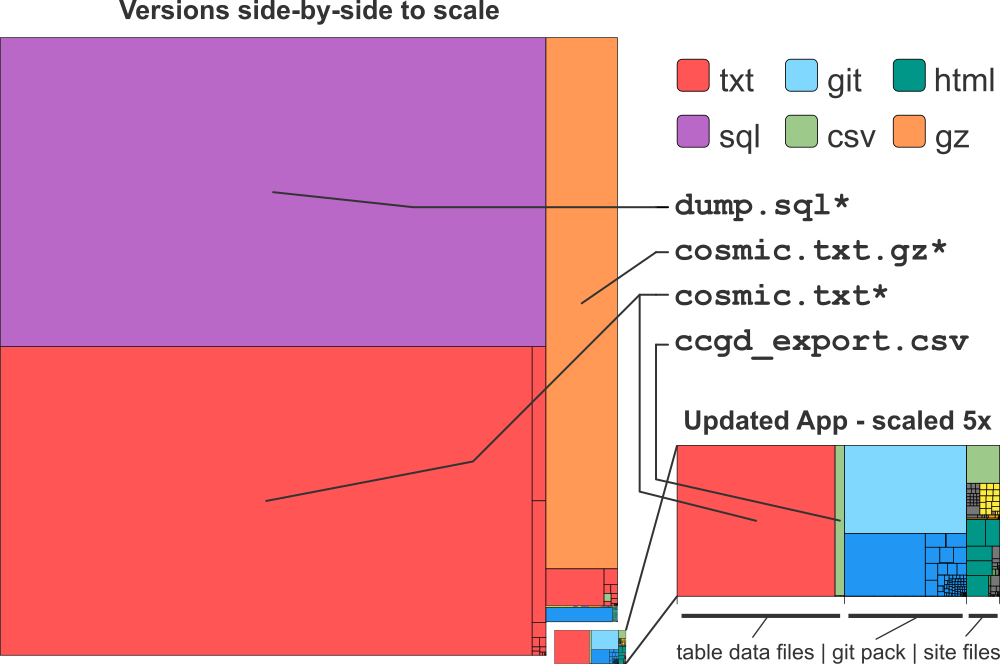 Versions side-by-side to scale
txt git html
sql csv gz
dump.sql*
cosmic.txt.gz*
cosmic.txt*
ccgd_export.csv
Updated App - scaled 5x
table data files | git pack | site files